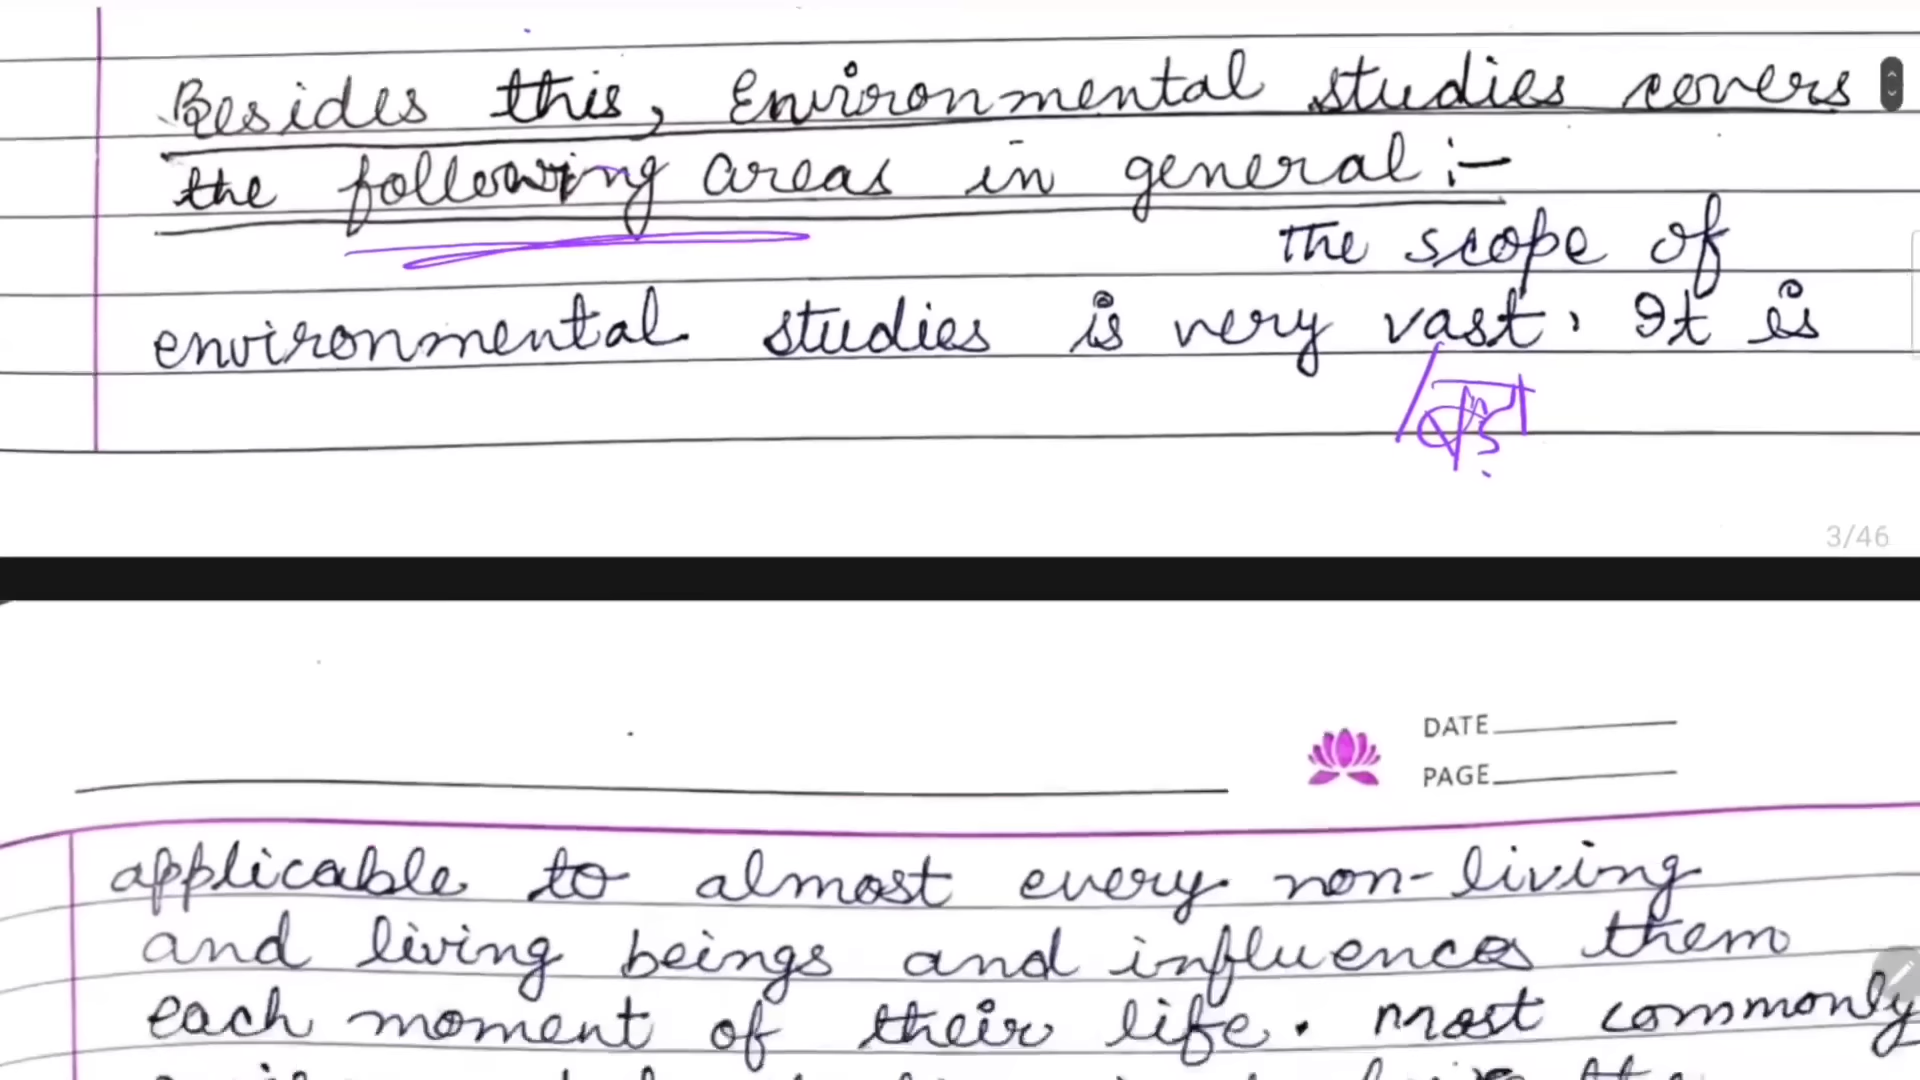 Besides this, Environmental studies covers
the following areas in general :-
the scope of
environmental studies is very vast. It is
3/46
DATE
PAGE
applicable to almost every non-living
and living beings and influences them
each moment of their life. most commonly